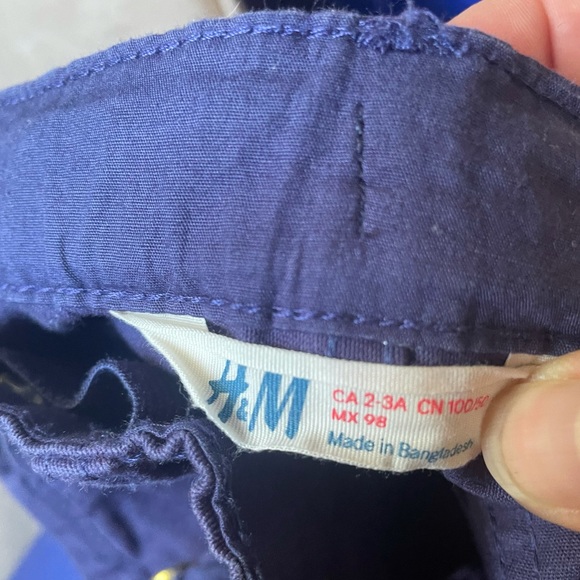 H&M
CA 2-3A CN 100/50
MX 98
Made in Bangladesh